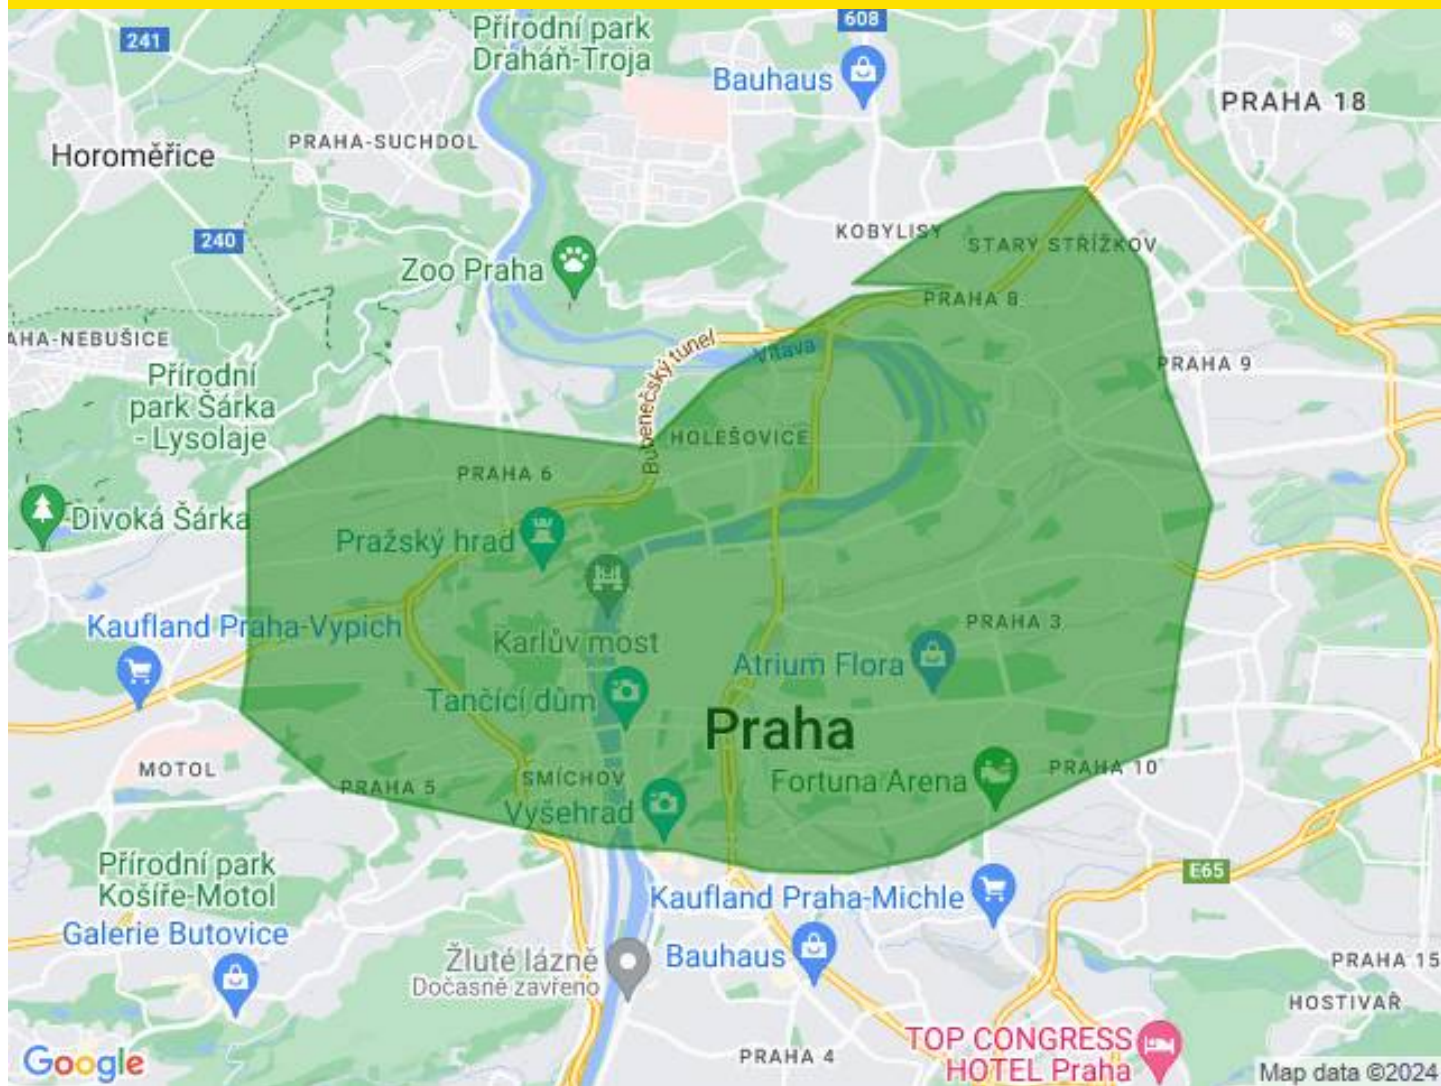 241
Přírodní park
Draháň-Troja
608
Bauhaus
PRAHA 18
Horoměřice
PRAHA-SUCHDOL
240
KOBYLISY
STARÝ STŘÍŽKOV
Zoo Praha
PRAHA 8
AHA-NEBUŠICE
Bubenečský tunel
Vltava
PRAHA 9
Přírodní
park Šárka
- Lysolaje
HOLEŠOVICE
PRAHA 6
Divoká Šárka
Pražský hrad
Kaufland Praha-Vypich
PRAHA 3
Karlův most
Atrium Flora
Tančící dům
Praha
MOTOL
SMÍCHOV
PRAHA 10
PRAHA 5
Fortuna Arena
Vyšehrad
Přírodní park
Košíře-Motol
E65
Kaufland Praha-Michle
Galerie Butovice
Žluté lázně
Dočasně zavřeno
Bauhaus
PRAHA 15
HOSTIVAŘ
PRAHA 4
TOP CONGRESS
HOTEL Praha
Google
Map data ©2024